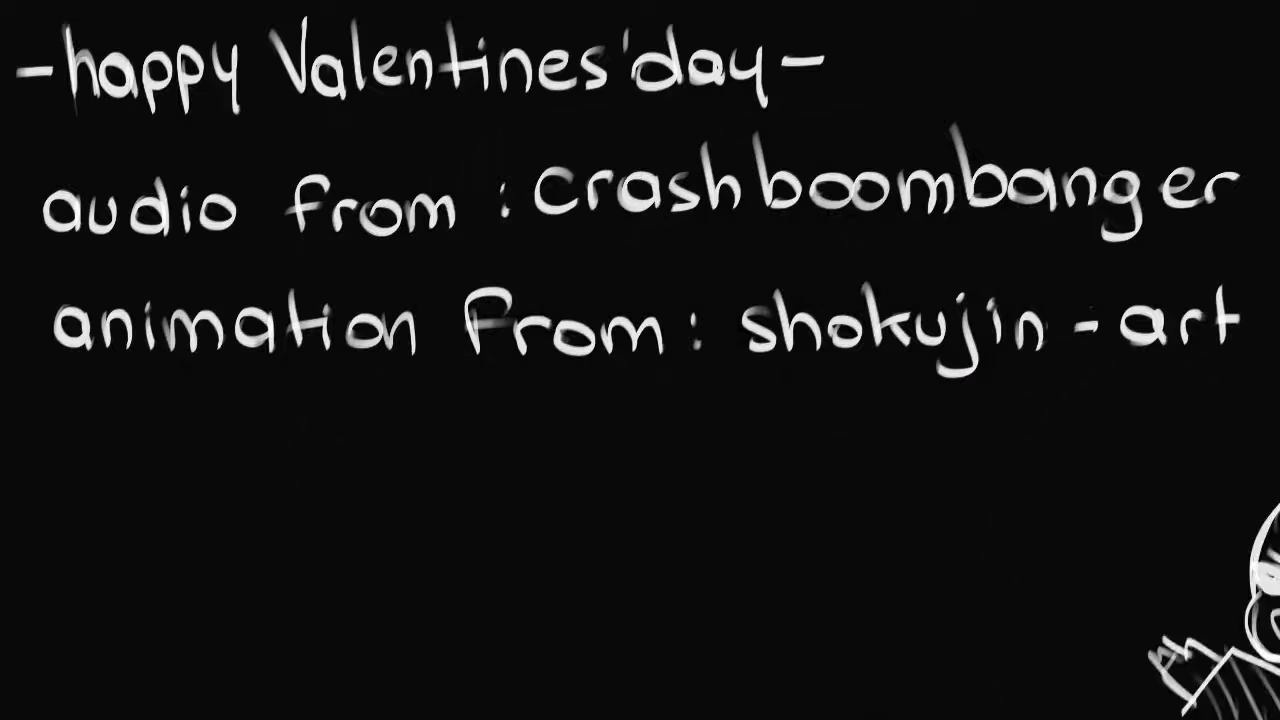 -happy Valentines'day-
audio from : crashboombanger
animation from: shokujin-art